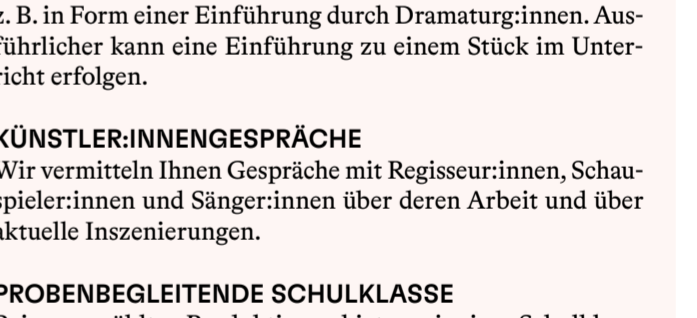 z. B. in Form einer Einführung durch Dramaturg:innen. Aus-
führlicher kann eine Einführung zu einem Stück im Unter-
richt erfolgen.
KÜNSTLER:INNENGESPRÄCHE
Wir vermitteln Ihnen Gespräche mit Regisseur:innen, Schau-
spieler:innen und Sänger:innen über deren Arbeit und über
aktuelle Inszenierungen.
PROBENBEGLEITENDE SCHULKLASSE